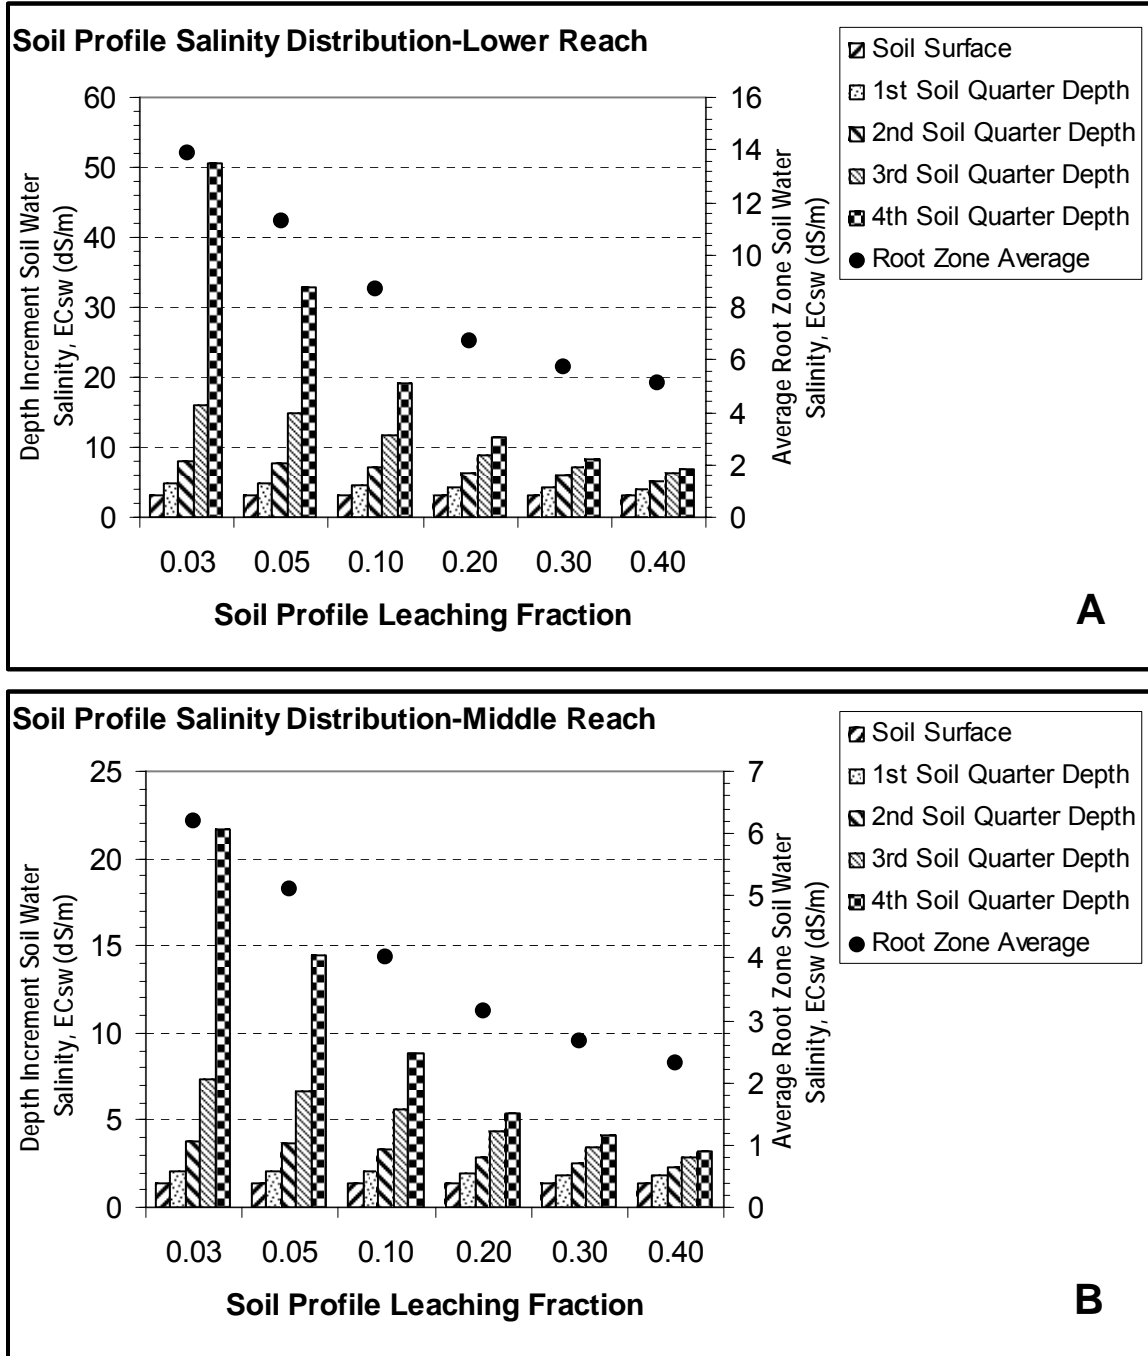 Soil Profile Salinity Distribution-Lower Reach
Depth Increment Soil Water
Salinity, ECsw (dS/m)
60
50
40
30
20
10
0
16
14
12
10
8
6
4
2
0
Average Root Zone Soil Water
Salinity, ECsw (dS/m)
0.03 0.05 0.10 0.20 0.30 0.40
Soil Profile Leaching Fraction
Soil Surface
1st Soil Quarter Depth
2nd Soil Quarter Depth
3rd Soil Quarter Depth
4th Soil Quarter Depth
Root Zone Average
A
Soil Profile Salinity Distribution-Middle Reach
Depth Increment Soil Water
Salinity, ECsw (dS/m)
25
20
15
10
5
0
7
6
5
4
3
2
1
0
Average Root Zone Soil Water
Salinity, ECsw (dS/m)
0.03 0.05 0.10 0.20 0.30 0.40
Soil Profile Leaching Fraction
Soil Surface
1st Soil Quarter Depth
2nd Soil Quarter Depth
3rd Soil Quarter Depth
4th Soil Quarter Depth
Root Zone Average
B